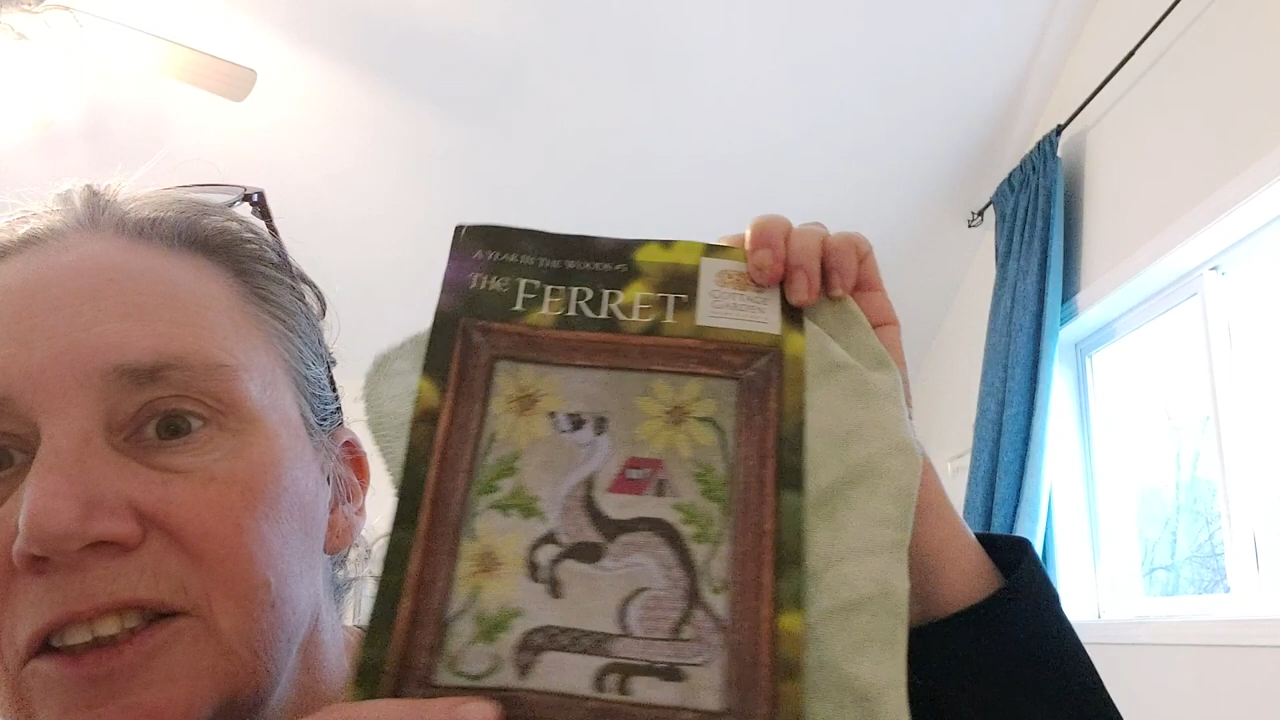 A YEAR IN THE WOODS #5
THE FERRET
COTTAGE
GARDEN